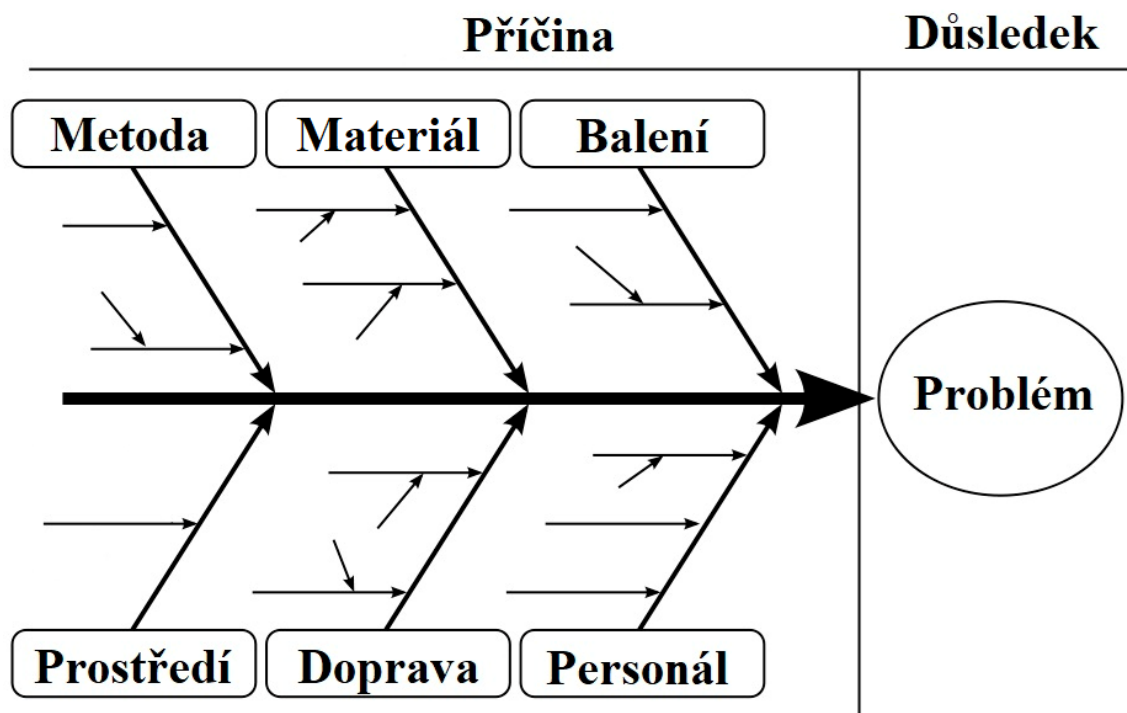 Příčina
Důsledek
Metoda
Materiál
Balení
Problém
Prostředí
Doprava
Personál